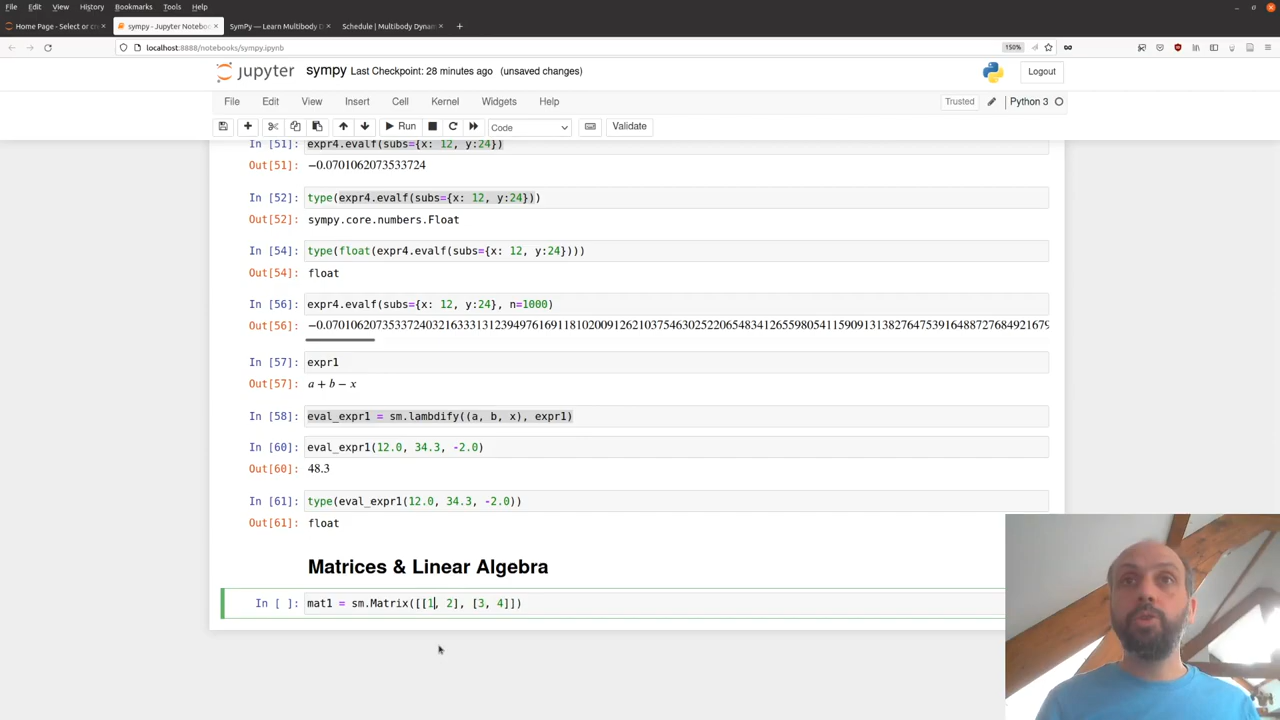 File Edit View History Bookmarks Tools Help
Home Page - Select or c
sympy - Jupyter Noteboo
SymPy — Learn Multibody D
Schedule | Multibody Dynam
localhost:8888/notebooks/sympy.ipynb
150%
jupyter sympy Last Checkpoint: 28 minutes ago (unsaved changes)
Logout
File Edit View Insert Cell Kernel Widgets Help
Trusted
Python 3
Run
Code
Validate
In [51]: expr4.evalf(subs={x: 12, y:24})
Out[51]: −0.0701062073533724
In [52]: type(expr4.evalf(subs={x: 12, y:24}))
Out[52]: sympy.core.numbers.Float
In [54]: type(float(expr4.evalf(subs={x: 12, y:24})))
Out[54]: float
In [56]: expr4.evalf(subs={x: 12, y:24}, n=1000)
Out[56]: −0.0701062073533724032163331312394976169118102009126210375463025220654834126559805411590913138276475391648872768492167​9
In [57]: expr1
Out[57]: a + b − x
In [58]: eval_expr1 = sm.lambdify((a, b, x), expr1)
In [60]: eval_expr1(12.0, 34.3, -2.0)
Out[60]: 48.3
In [61]: type(eval_expr1(12.0, 34.3, -2.0))
Out[61]: float
Matrices & Linear Algebra
In [ ]: mat1 = sm.Matrix([[1, 2], [3, 4]])